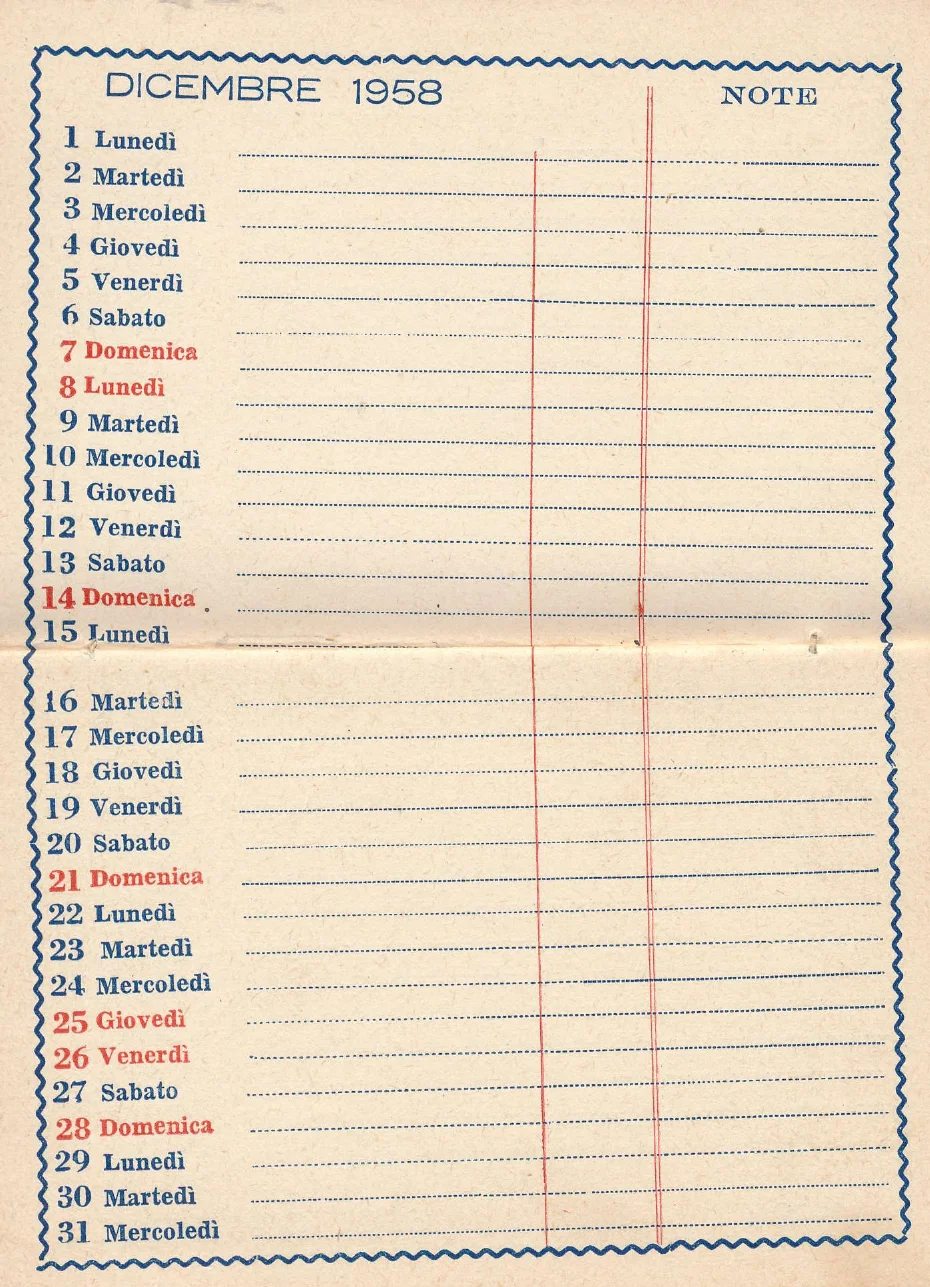 DICEMBRE 1958
NOTE
1 Lunedì
2 Martedì
3 Mercoledì
4 Giovedì
5 Venerdì
6 Sabato
7 Domenica
8 Lunedì
9 Martedì
10 Mercoledì
11 Giovedì
12 Venerdì
13 Sabato
14 Domenica
15 Lunedì
16 Martedì
17 Mercoledì
18 Giovedì
19 Venerdì
20 Sabato
21 Domenica
22 Lunedì
23 Martedì
24 Mercoledì
25 Giovedì
26 Venerdì
27 Sabato
28 Domenica
29 Lunedì
30 Martedì
31 Mercoledì